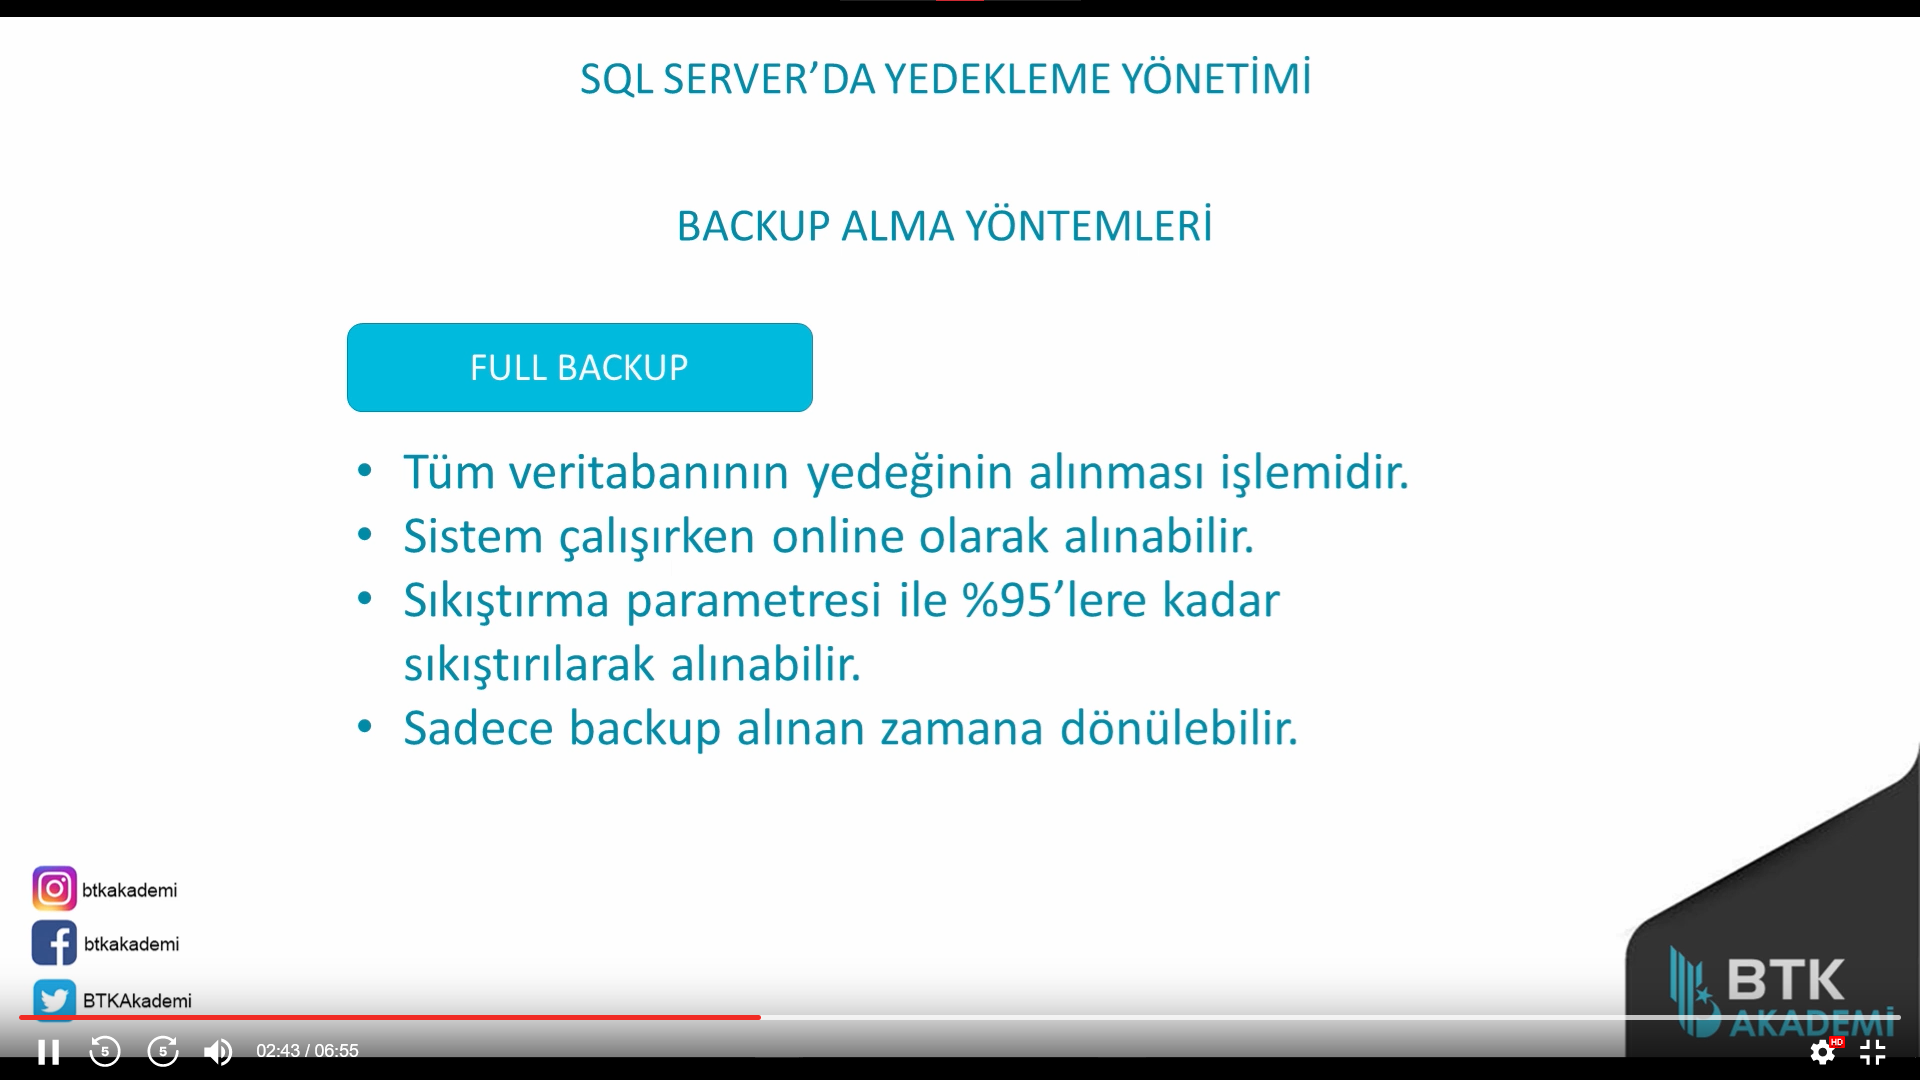 SQL SERVER’DA YEDEKLEME YÖNETİMİ
BACKUP ALMA YÖNTEMLERİ
FULL BACKUP
• Tüm veritabanının yedeğinin alınması işlemidir.
• Sistem çalışırken online olarak alınabilir.
• Sıkıştırma parametresi ile %95’lere kadar
sıkıştırılarak alınabilir.
• Sadece backup alınan zamana dönülebilir.
btkakademi
btkakademi
BTKAkademi
BTK
AKADEMİ
5
5
02:43 / 06:55
HD